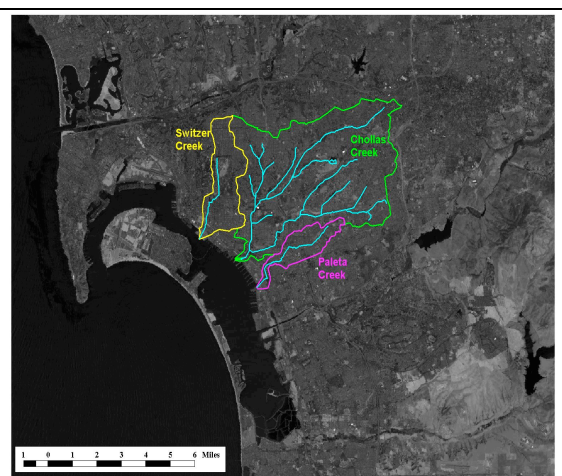 Switzer
Creek
Chollas
Creek
Paleta
Creek
1 0 1 2 3 4 5 6 Miles